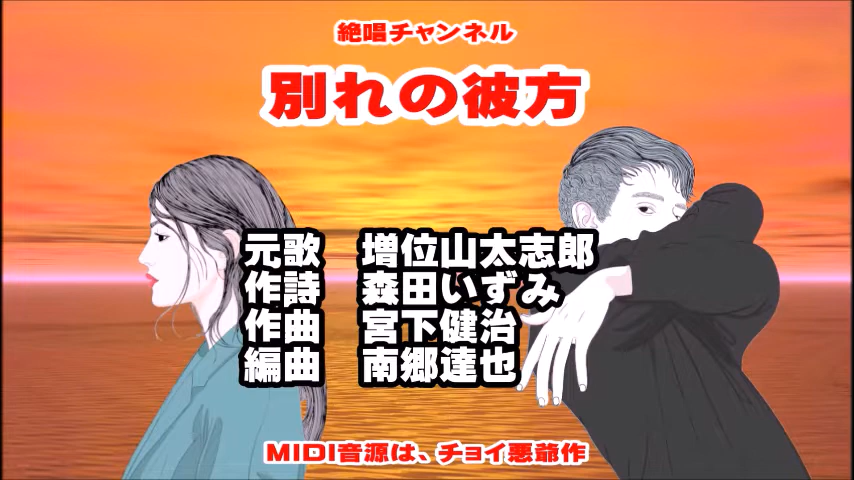 絶唱チャンネル
別れの彼方
元歌　増位山太志郎
作詩　森田いずみ
作曲　宮下健治
編曲　南郷達也
MIDI音源は、チョイ悪爺作